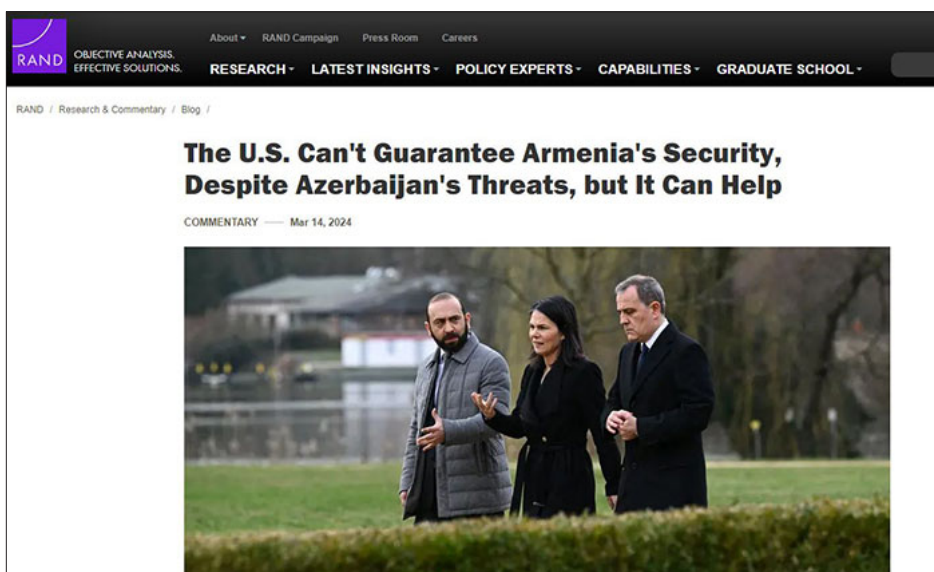 About RAND Campaign Press Room Careers
RAND
OBJECTIVE ANALYSIS.
EFFECTIVE SOLUTIONS.
RESEARCH LATEST INSIGHTS POLICY EXPERTS CAPABILITIES GRADUATE SCHOOL
RAND / Research & Commentary / Blog /
The U.S. Can't Guarantee Armenia's Security,
Despite Azerbaijan's Threats, but It Can Help
COMMENTARY — Mar 14, 2024